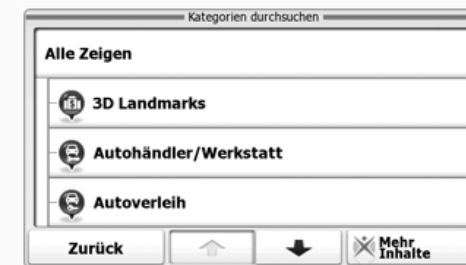 Kategorien durchsuchen
Alle Zeigen
3D Landmarks
Autohändler/Werkstatt
Autoverleih
Zurück
Mehr
Inhalte